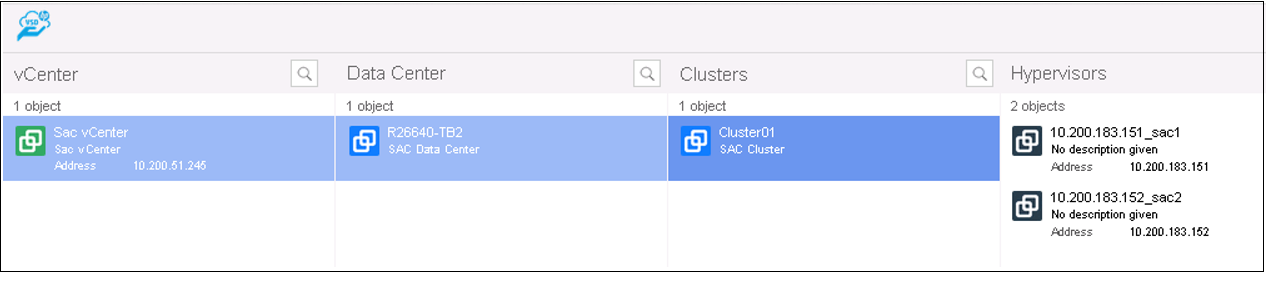 VSD
vCenter
1 object
Sac vCenter
Sac vCenter
Address 10.200.51.245
Data Center
1 object
R26640-TB2
SAC Data Center
Clusters
1 object
Cluster01
SAC Cluster
Hypervisors
2 objects
10.200.183.151_sac1
No description given
Address 10.200.183.151
10.200.183.152_sac2
No description given
Address 10.200.183.152